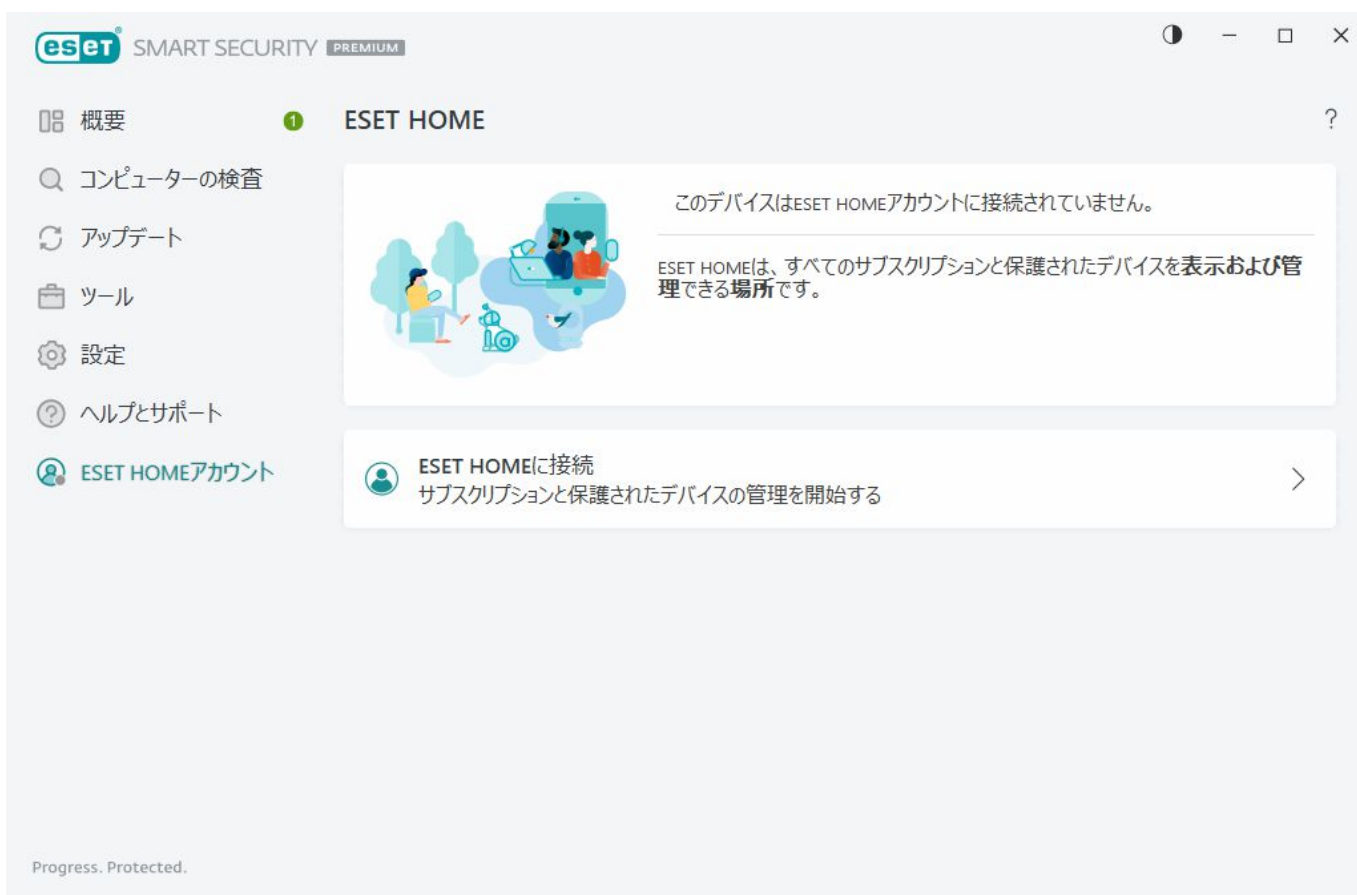 eseT® SMART SECURITY PREMIUM
概要 1
ESET HOME ?
コンピューターの検査
アップデート
ツール
設定
ヘルプとサポート
ESET HOMEアカウント
このデバイスはESET HOMEアカウントに接続されていません。
ESET HOMEは、すべてのサブスクリプションと保護されたデバイスを表示および管
理できる場所です。
ESET HOMEに接続
サブスクリプションと保護されたデバイスの管理を開始する
Progress. Protected.